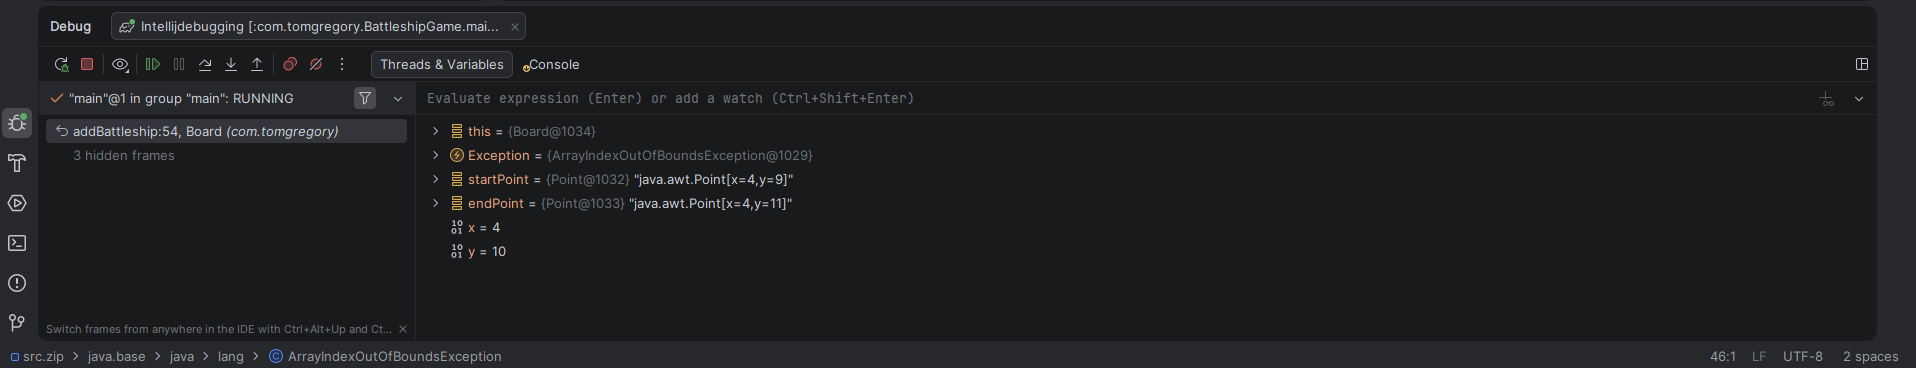 Debug
Intellijdebugging [:com.tomgregory.BattleshipGame.mai...
Threads & Variables
Console
"main"@1 in group "main": RUNNING
Evaluate expression (Enter) or add a watch (Ctrl+Shift+Enter)
addBattleship:54, Board (com.tomgregory)
3 hidden frames
this = {Board@1034}
Exception = {ArrayIndexOutOfBoundsException@1029}
startPoint = {Point@1032} "java.awt.Point[x=4,y=9]"
endPoint = {Point@1033} "java.awt.Point[x=4,y=11]"
10
01 x = 4
10
01 y = 10
Switch frames from anywhere in the IDE with Ctrl+Alt+Up and Ct...
src.zip > java.base > java > lang > ArrayIndexOutOfBoundsException
46:1 LF UTF-8 2 spaces